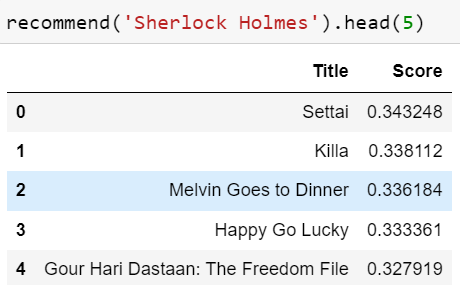 recommend('Sherlock Holmes').head(5)
Title Score
0 Settai 0.343248
1 Killa 0.338112
2 Melvin Goes to Dinner 0.336184
3 Happy Go Lucky 0.333361
4 Gour Hari Dastaan: The Freedom File 0.327919